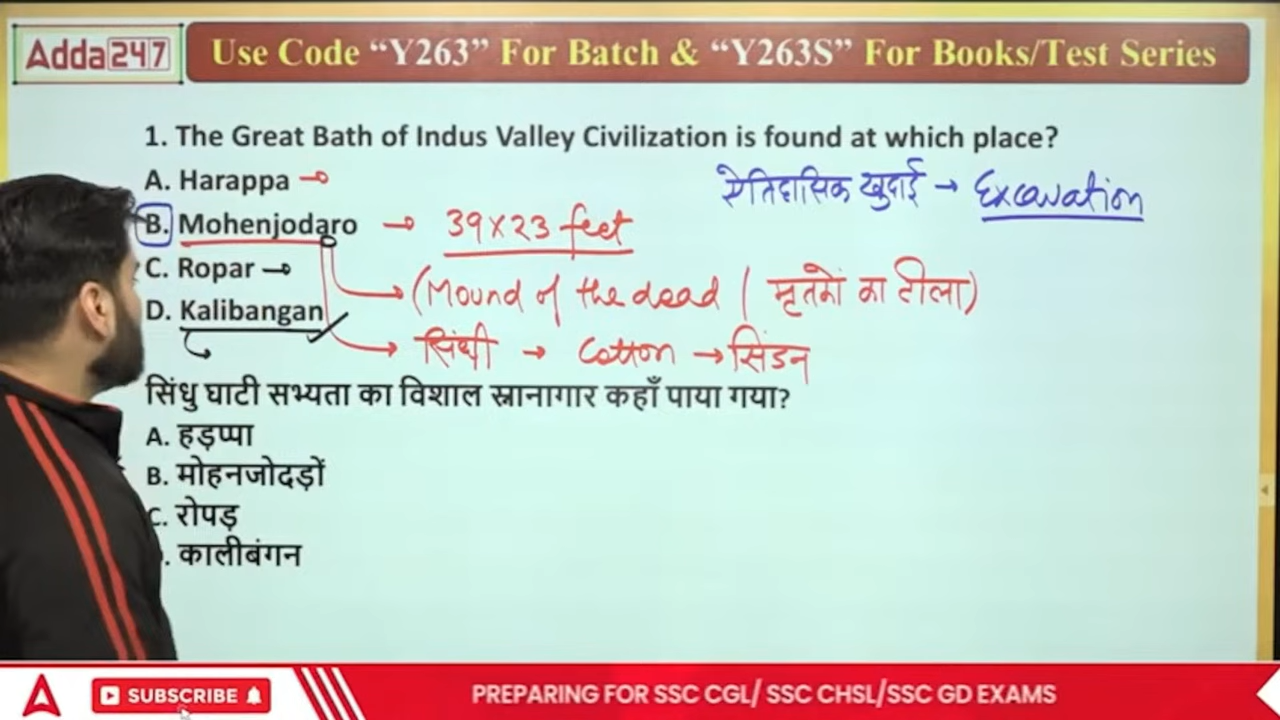 Adda247
Use Code “Y263” For Batch & “Y263S” For Books/Test Series
1. The Great Bath of Indus Valley Civilization is found at which place?
ऐतिहासिक खुदाई → Excavation
A. Harappa →
B. Mohenjodaro → 39×23 feet
C. Ropar →
(Mound of the dead / मृतकों का टीला)
D. Kalibangan
सिंधी → Cotton → सिंडन
सिंधु घाटी सभ्यता का विशाल स्नानागार कहाँ पाया गया?
A. हड़प्पा
B. मोहनजोदड़ों
C. रोपड़
. कालीबंगन
SUBSCRIBE
PREPARING FOR SSC CGL/ SSC CHSL/SSC GD EXAMS